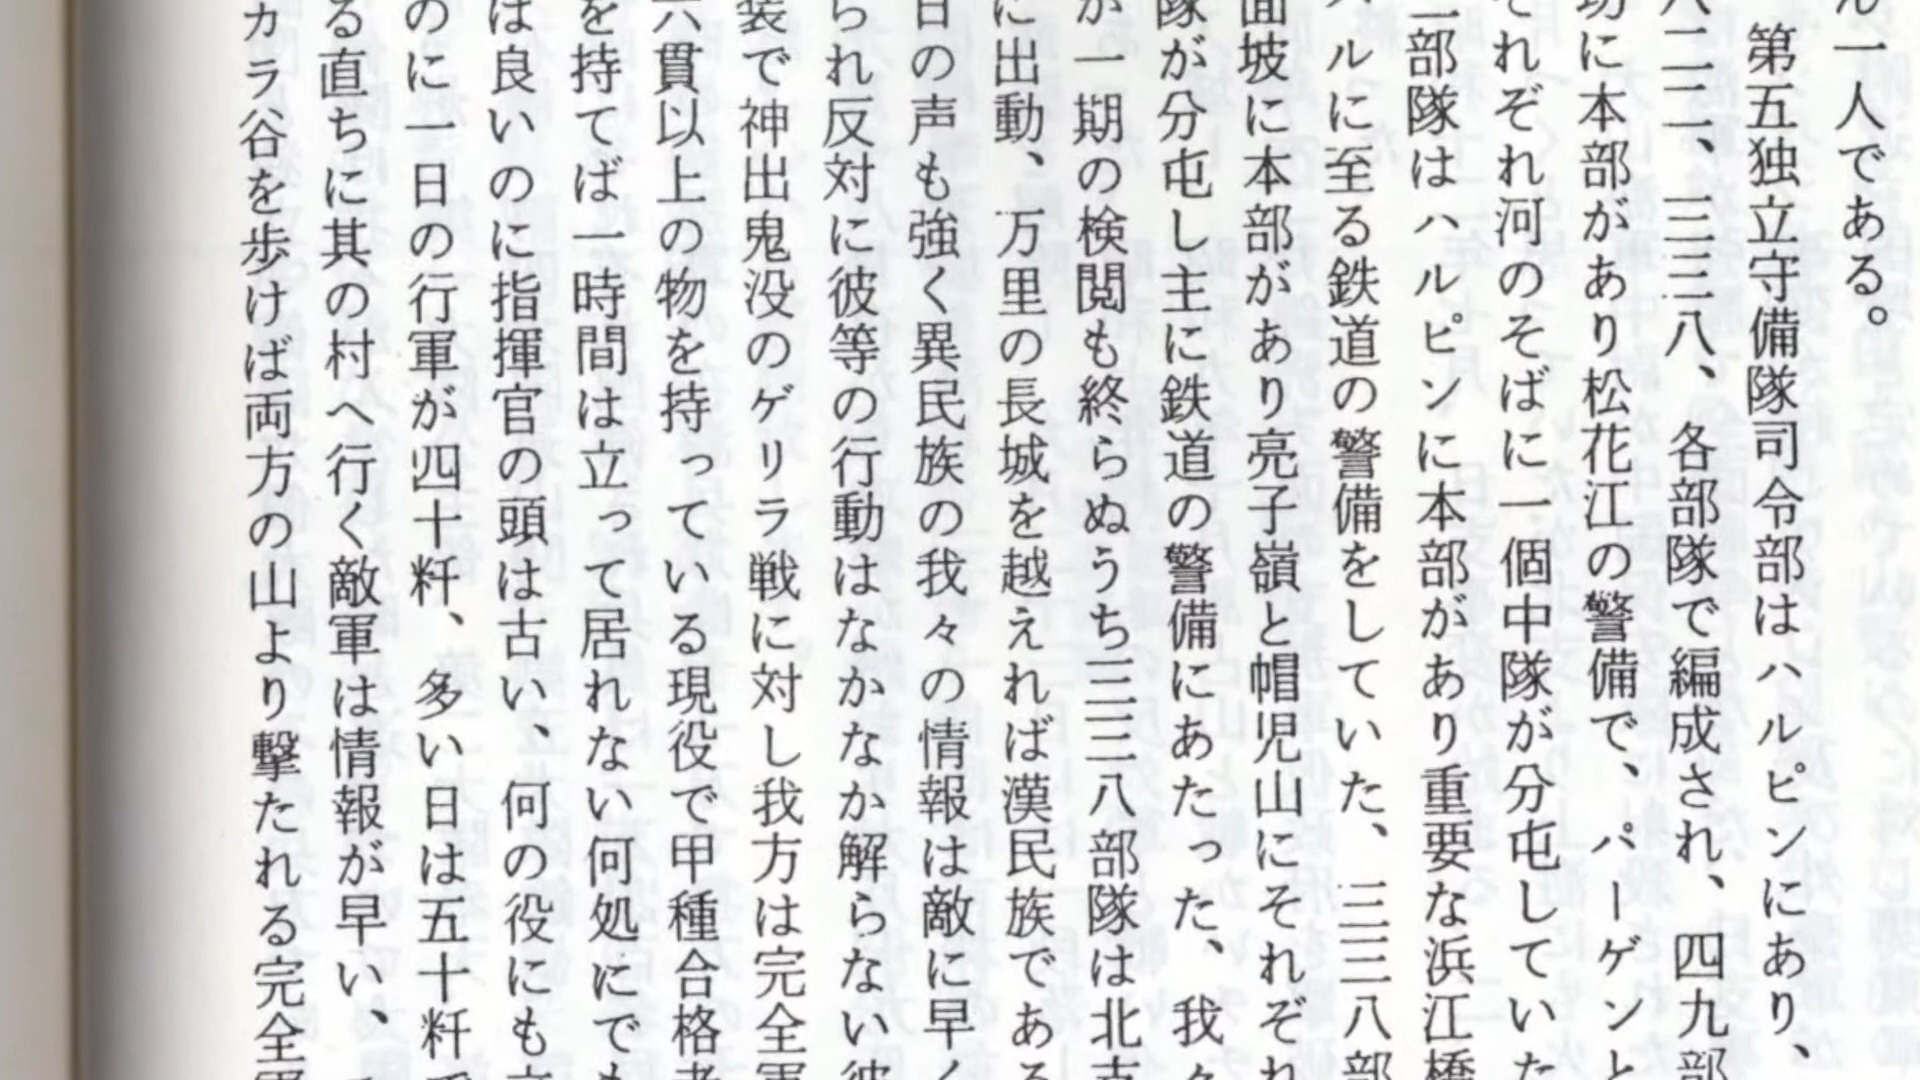 一人である。
第五独立守備隊司令部はハルピンにあり、
二二、三三八、各部隊で編成され、四九部
に本部があり松花江の警備で、パーゲンと
それぞれ河のそばに一個中隊が分屯していた
部隊はハルピンに本部があり重要な浜江橋
ルに至る鉄道の警備をしていた、三三八部
面坡に本部があり亮子嶺と帽児山にそれぞれ
隊が分屯し主に鉄道の警備にあたった、我々
が一期の検閲も終らぬうち三三八部隊は北支
に出動、万里の長城を越えれば漢民族である
日の声も強く異民族の我々の情報は敵に早く
られ反対に彼等の行動はなかなか解らない彼
装で神出鬼没のゲリラ戦に対し我方は完全軍
六貫以上の物を持っている現役で甲種合格者
を持てば一時間は立って居れない何処にでも
は良いのに指揮官の頭は古い、何の役にも立
のに一日の行軍が四十粁、多い日は五十粁で
る直ちに其の村へ行く敵軍は情報が早い、
カラ谷を歩けば両方の山より撃たれる完全軍